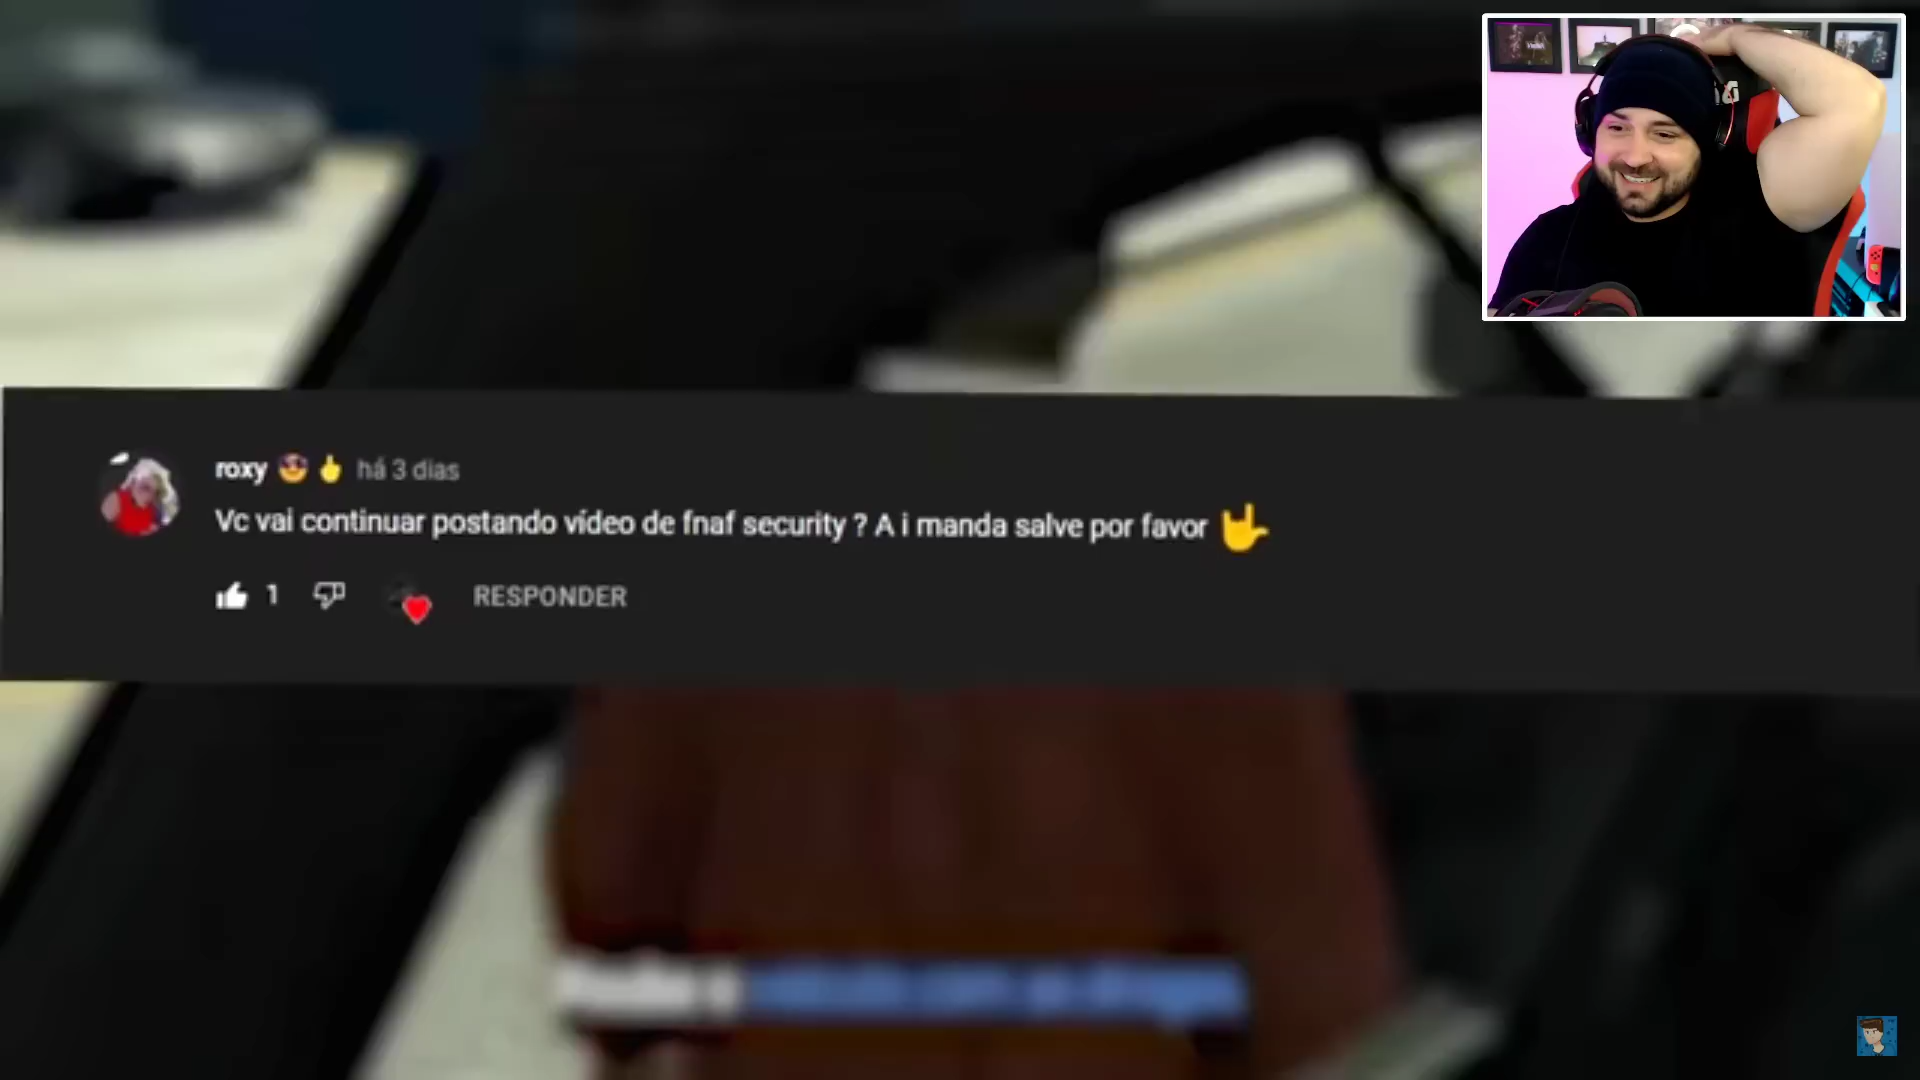 roxy 😍 🖕 há 3 dias
Vc vai continuar postando vídeo de fnaf security ? A i manda salve por favor 🤟
1 RESPONDER